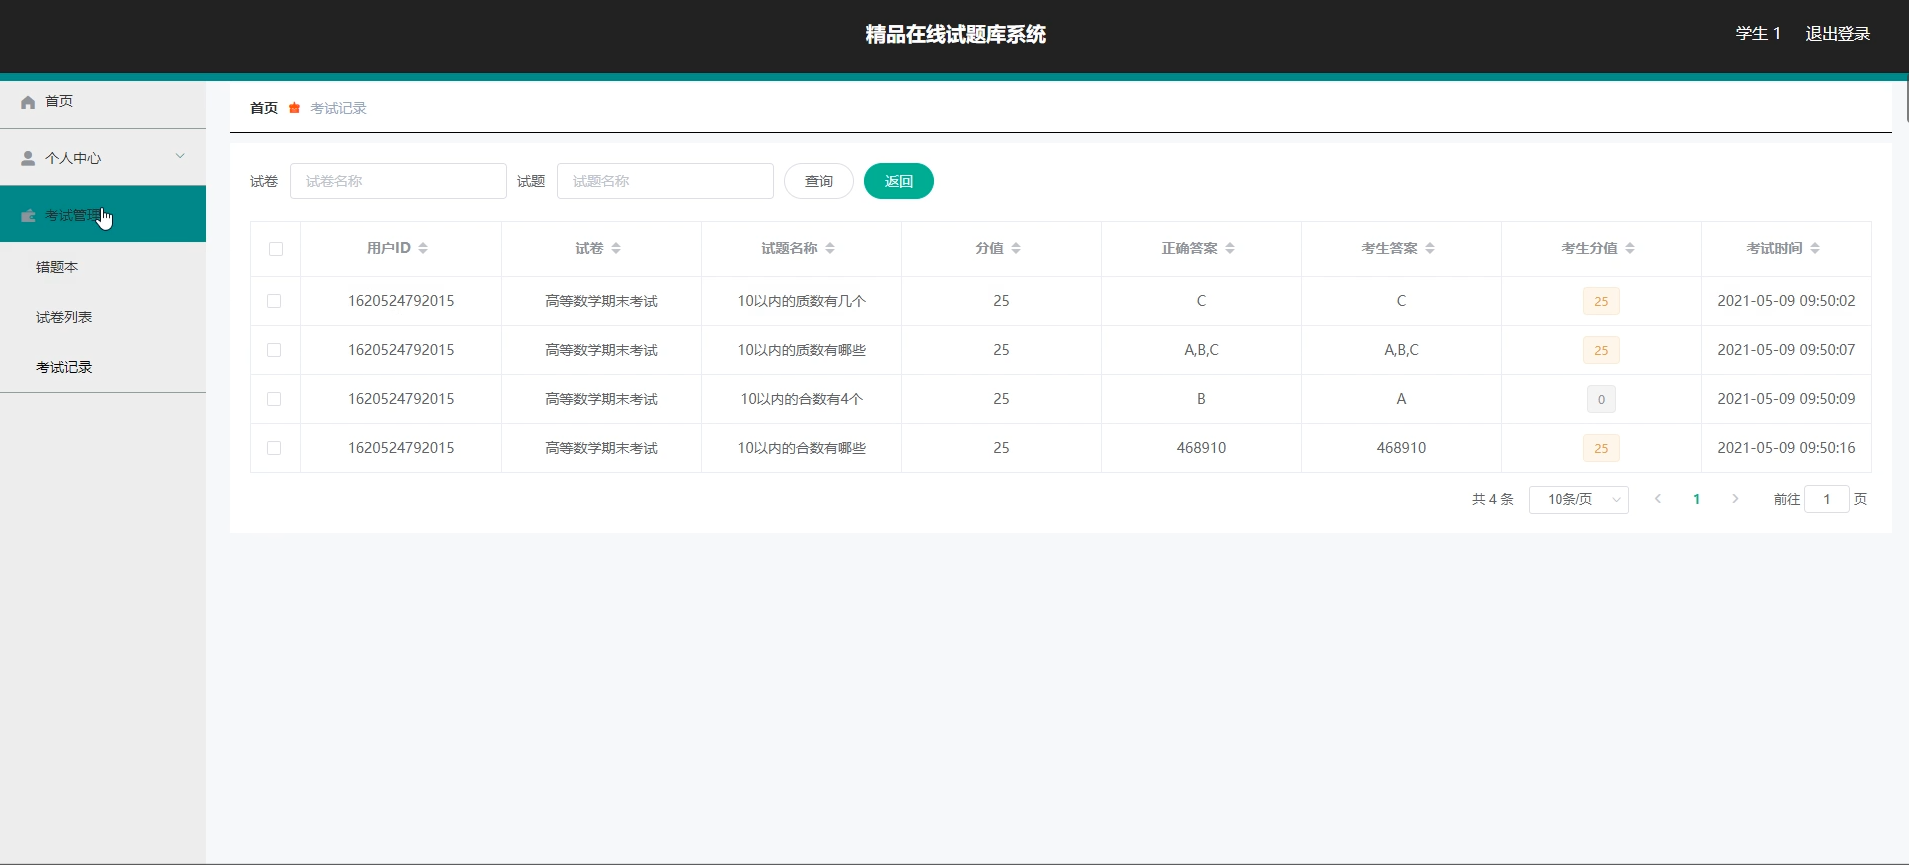 精品在线试题库系统
学生 1 退出登录
首页
个人中心
考试管理
错题本
试卷列表
考试记录
首页 考试记录
试卷 试卷名称 试题 试题名称 查询 返回
用户ID 试卷 试题名称 分值 正确答案 考生答案 考生分值 考试时间
1620524792015 高等数学期末考试 10以内的质数有几个 25 C C 25 2021-05-09 09:50:02
1620524792015 高等数学期末考试 10以内的质数有哪些 25 A,B,C A,B,C 25 2021-05-09 09:50:07
1620524792015 高等数学期末考试 10以内的合数有4个 25 B A 0 2021-05-09 09:50:09
1620524792015 高等数学期末考试 10以内的合数有哪些 25 468910 468910 25 2021-05-09 09:50:16
共 4 条 10条/页 1 前往 1 页